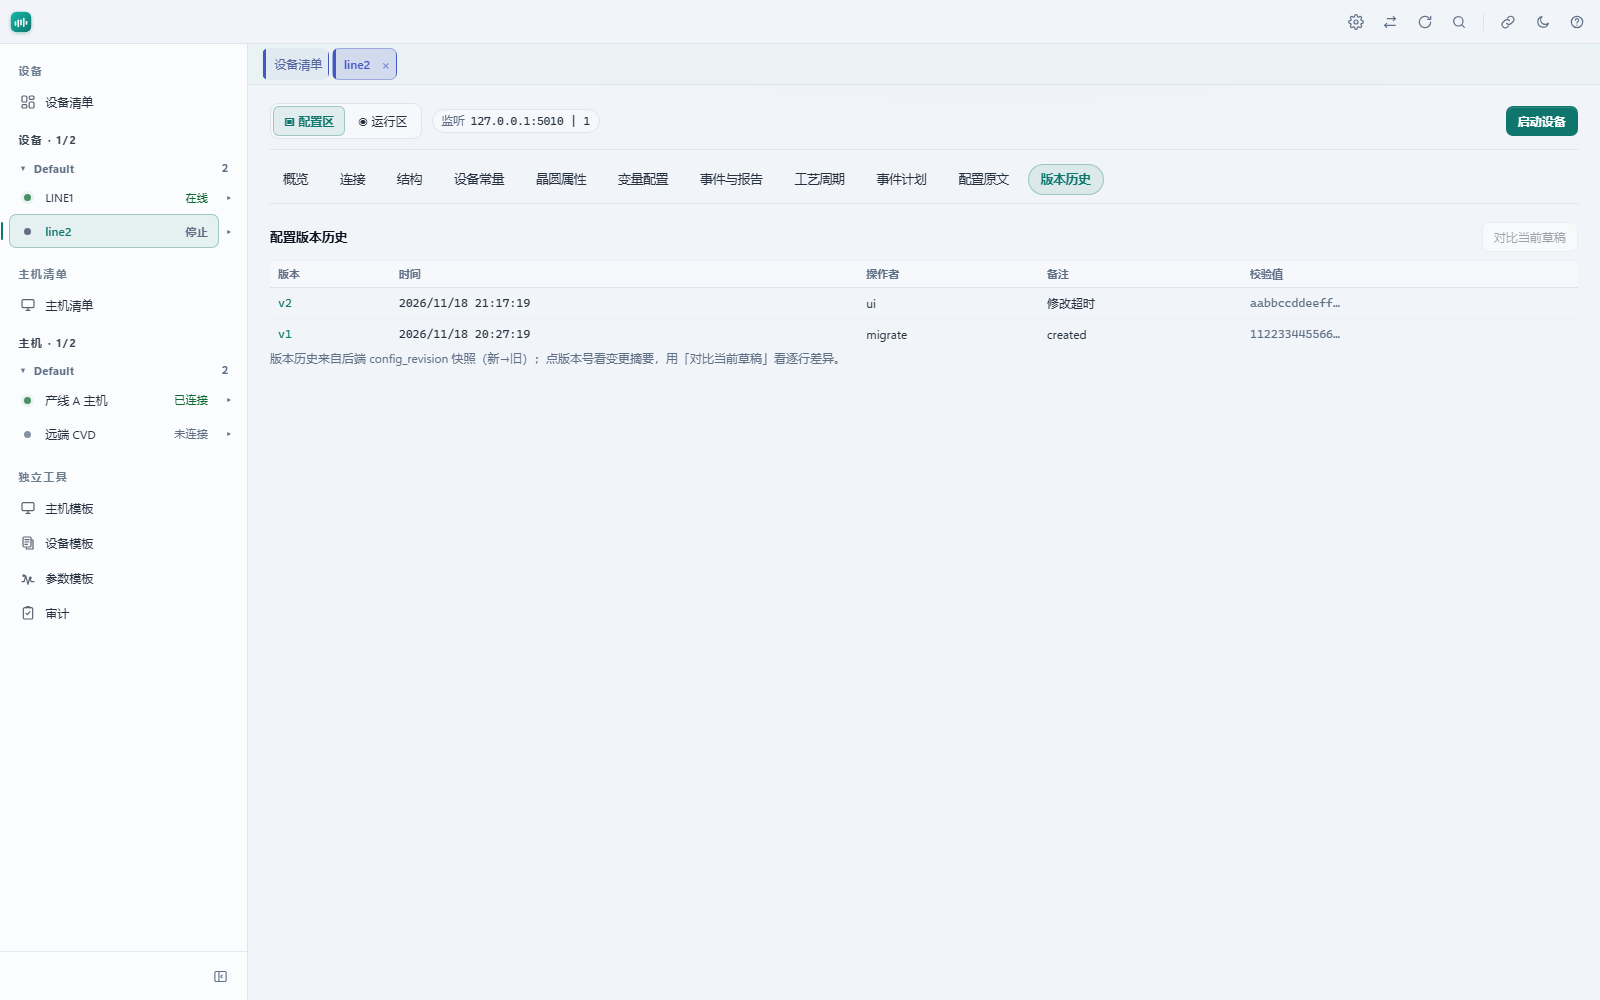 设备
设备清单
设备 · 1/2
Default 2
LINE1 在线
line2 停止
主机清单
主机清单
主机 · 1/2
Default 2
产线 A 主机 已连接
远端 CVD 未连接
独立工具
主机模板
设备模板
参数模板
审计
设备清单 line2 ×
配置区 运行区 监听 127.0.0.1:5010 | 1 启动设备
概览 连接 结构 设备常量 晶圆属性 变量配置 事件与报告 工艺周期 事件计划 配置原文 版本历史
配置版本历史 对比当前草稿
版本 时间 操作者 备注 校验值
v2 2026/11/18 21:17:19 ui 修改超时 aabbccddeeff…
v1 2026/11/18 20:27:19 migrate created 112233445566…
版本历史来自后端 config_revision 快照（新→旧）；点版本号看变更摘要，用「对比当前草稿」看逐行差异。